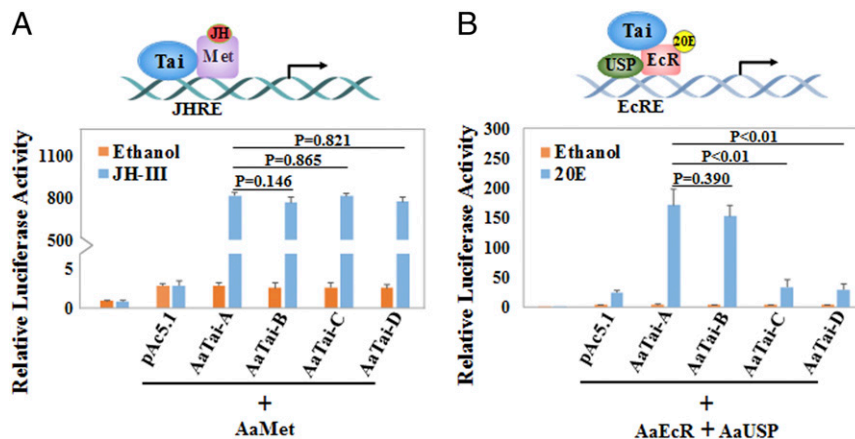 A
JH
Tai Met
JHRE
Relative Luciferase Activity
1100
800
500
5
0
Ethanol
JH-III
P=0.821
P=0.865
P=0.146
pAc5.1 AaTai-A AaTai-B AaTai-C AaTai-D
+
AaMet
B
Tai 20E
USP EcR
EcRE
Relative Luciferase Activity
300
250
200
150
100
50
0
Ethanol
20E
P<0.01
P<0.01
P=0.390
pAc5.1 AaTai-A AaTai-B AaTai-C AaTai-D
+
AaEcR + AaUSP